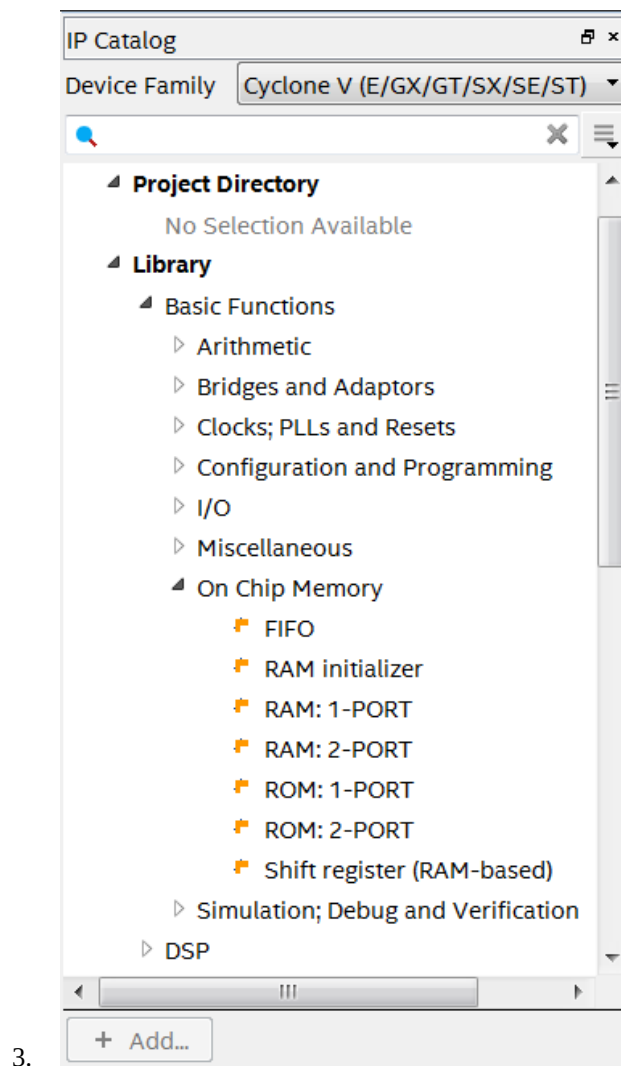 IP Catalog
Device Family Cyclone V (E/GX/GT/SX/SE/ST)
Project Directory
No Selection Available
Library
Basic Functions
Arithmetic
Bridges and Adaptors
Clocks; PLLs and Resets
Configuration and Programming
I/O
Miscellaneous
On Chip Memory
FIFO
RAM initializer
RAM: 1-PORT
RAM: 2-PORT
ROM: 1-PORT
ROM: 2-PORT
Shift register (RAM-based)
Simulation; Debug and Verification
DSP
+ Add...
3.